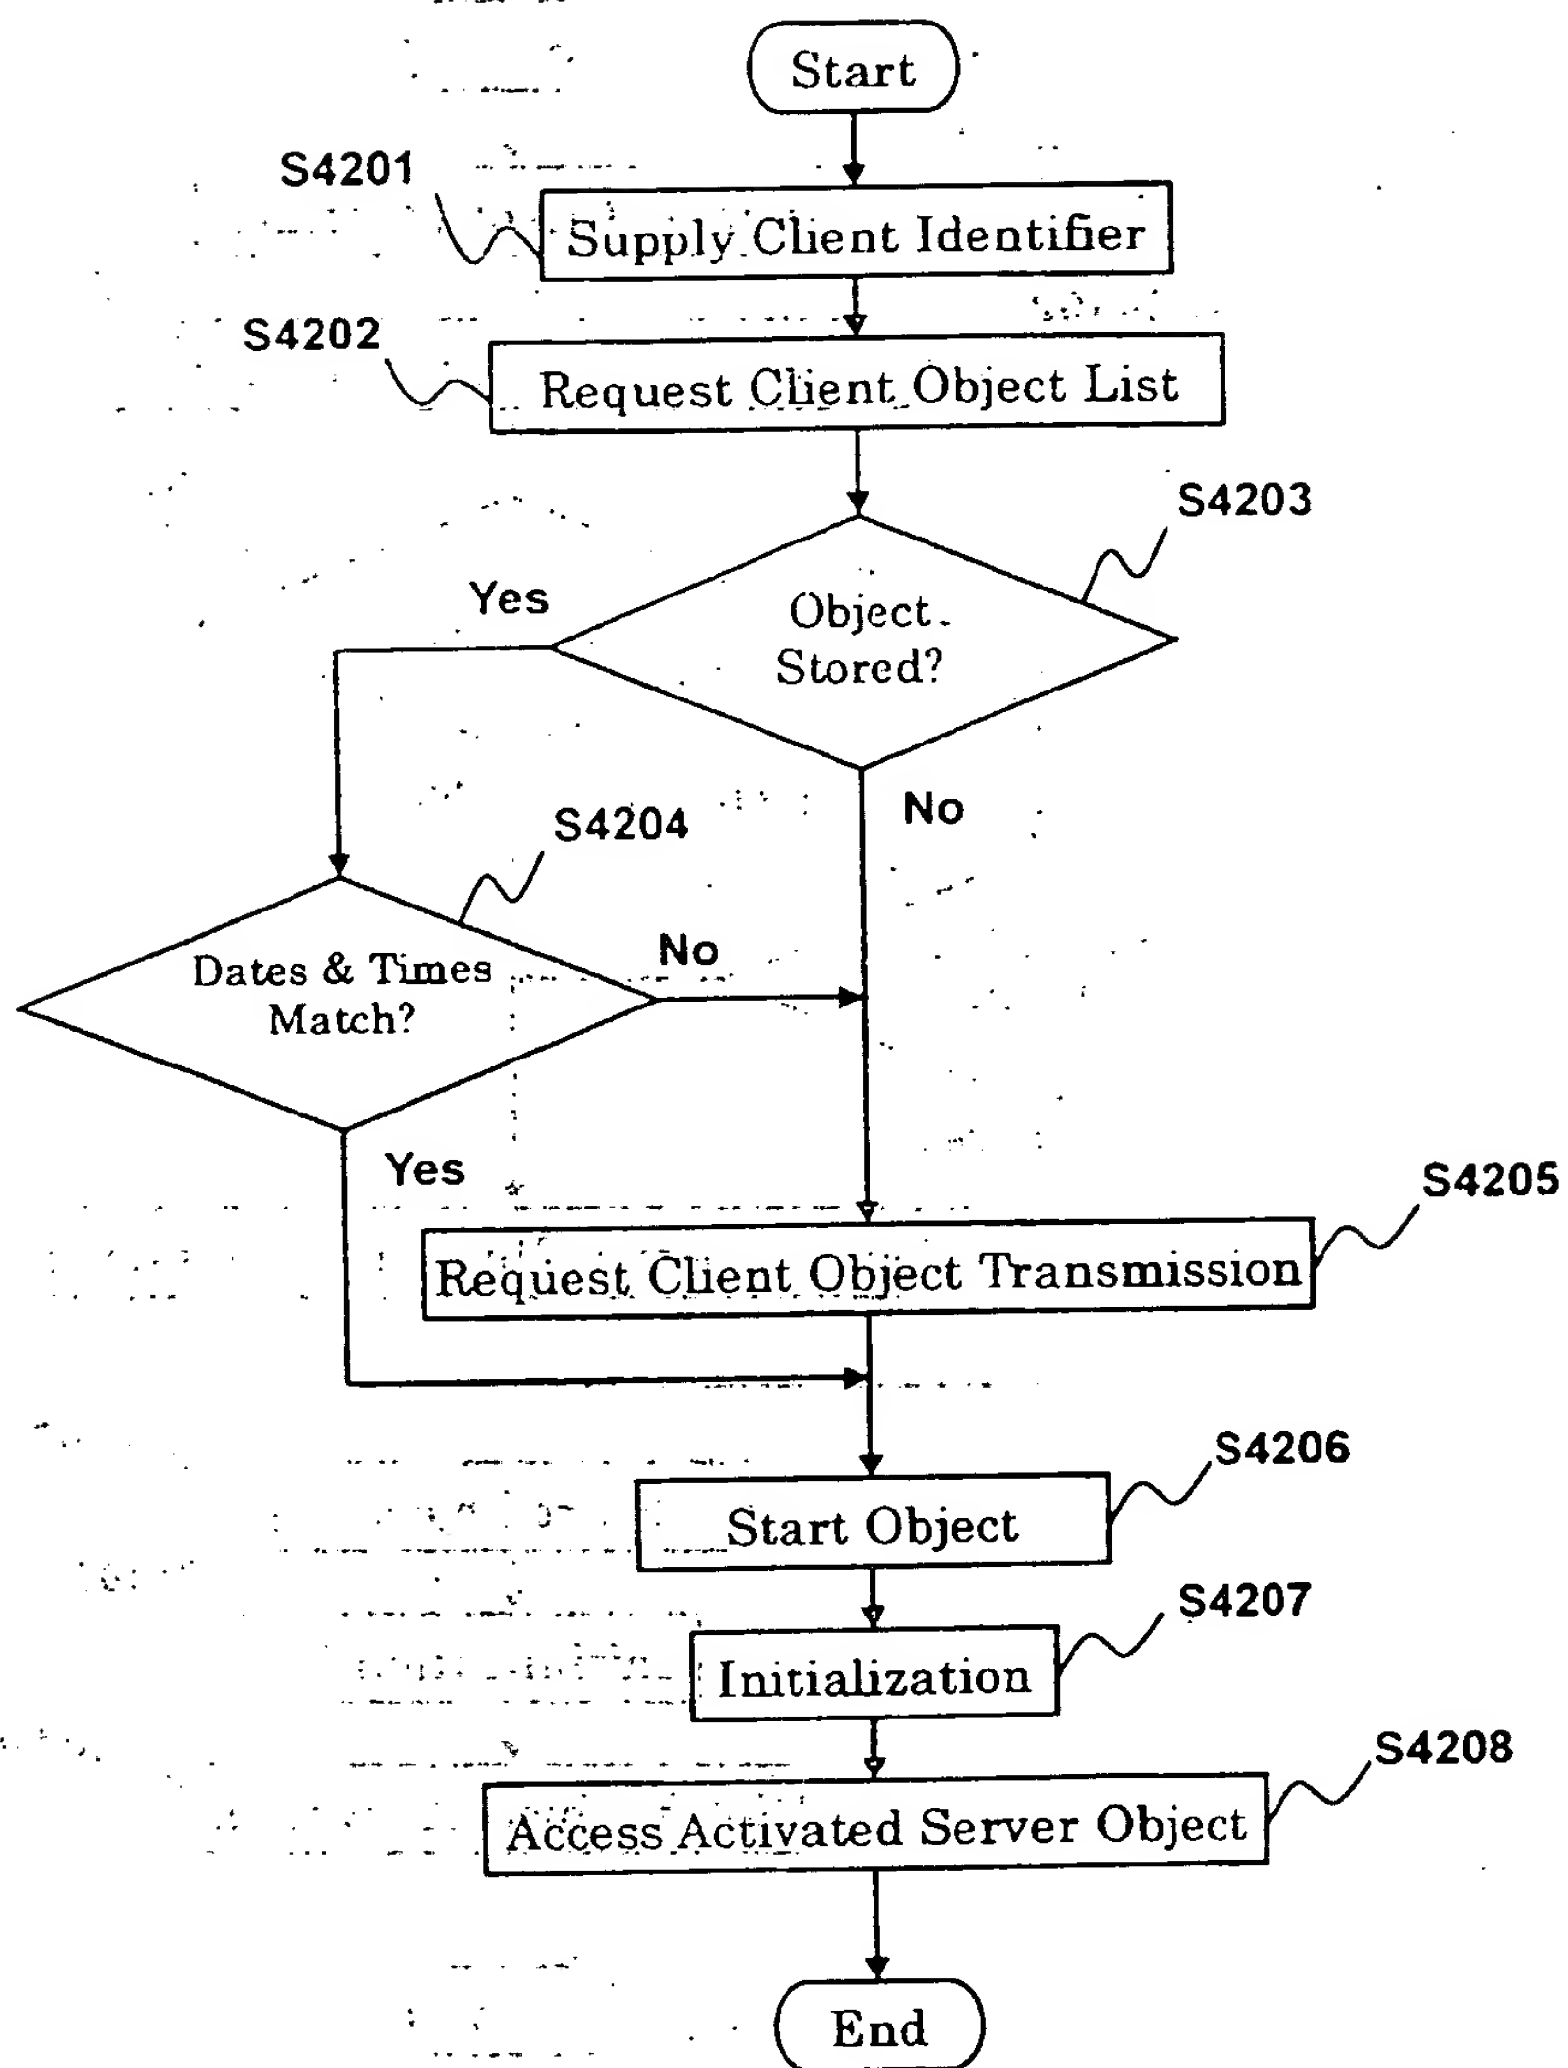 Start
S4201
Supply Client Identifier
S4202
Request Client Object List
S4203
Yes
Object
Stored?
No
S4204
Dates & Times
Match?
No
Yes
S4205
Request Client Object Transmission
S4206
Start Object
S4207
Initialization
S4208
Access Activated Server Object
End